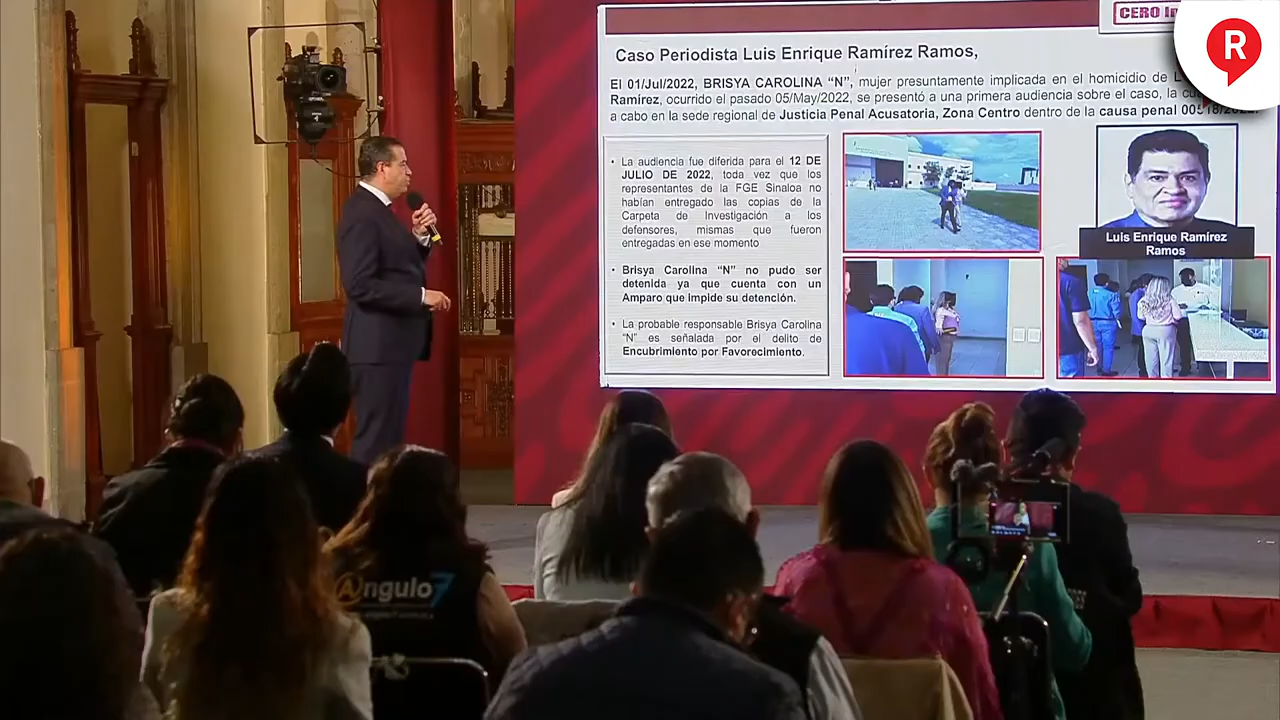 CERO
R
Caso Periodista Luis Enrique Ramírez Ramos,
El 01/Jul/2022, BRISYA CAROLINA “N”, mujer presuntamente implicada en el homicidio de
Ramírez, ocurrido el pasado 05/May/2022, se presentó a una primera audiencia sobre el caso, la
a cabo en la sede regional de Justicia Penal Acusatoria, Zona Centro dentro de la causa penal
• La audiencia fue diferida para el 12 DE
JULIO DE 2022, toda vez que los
representantes de la FGE Sinaloa no
habían entregado las copias de la
Carpeta de Investigación a los
defensores, mismas que fueron
entregadas en ese momento
• Brisya Carolina “N” no pudo ser
detenida ya que cuenta con un
Amparo que Impide su detención.
• La probable responsable Brisya Carolina
“N” es señalada por el delito de
Encubrimiento por Favorecimiento.
Luis Enrique Ramírez
Ramos
Angulo7